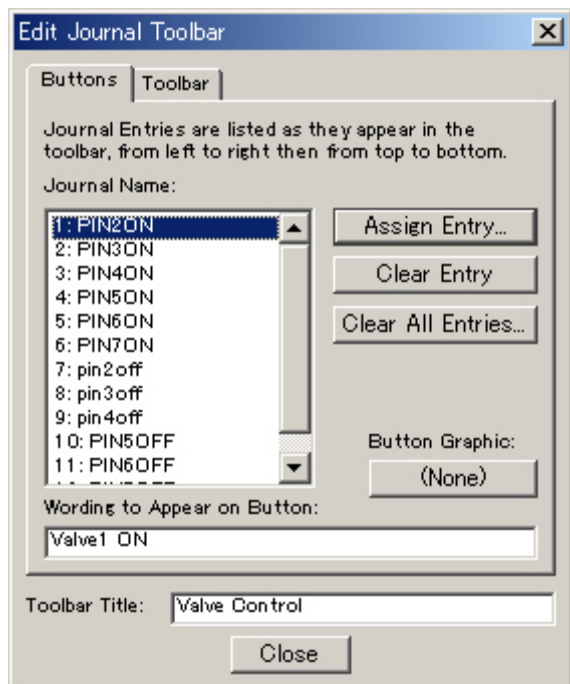 Edit Journal Toolbar
Buttons
Toolbar
Journal Entries are listed as they appear in the
toolbar, from left to right then from top to bottom.
Journal Name:
1: PIN2ON
2: PIN3ON
3: PIN4ON
4: PIN5ON
5: PIN6ON
6: PIN7ON
7: pin2off
8: pin3off
9: pin4off
10: PIN5OFF
11: PIN6OFF
Assign Entry...
Clear Entry
Clear All Entries...
Button Graphic:
(None)
Wording to Appear on Button:
Valve1 ON
Toolbar Title:
Valve Control
Close